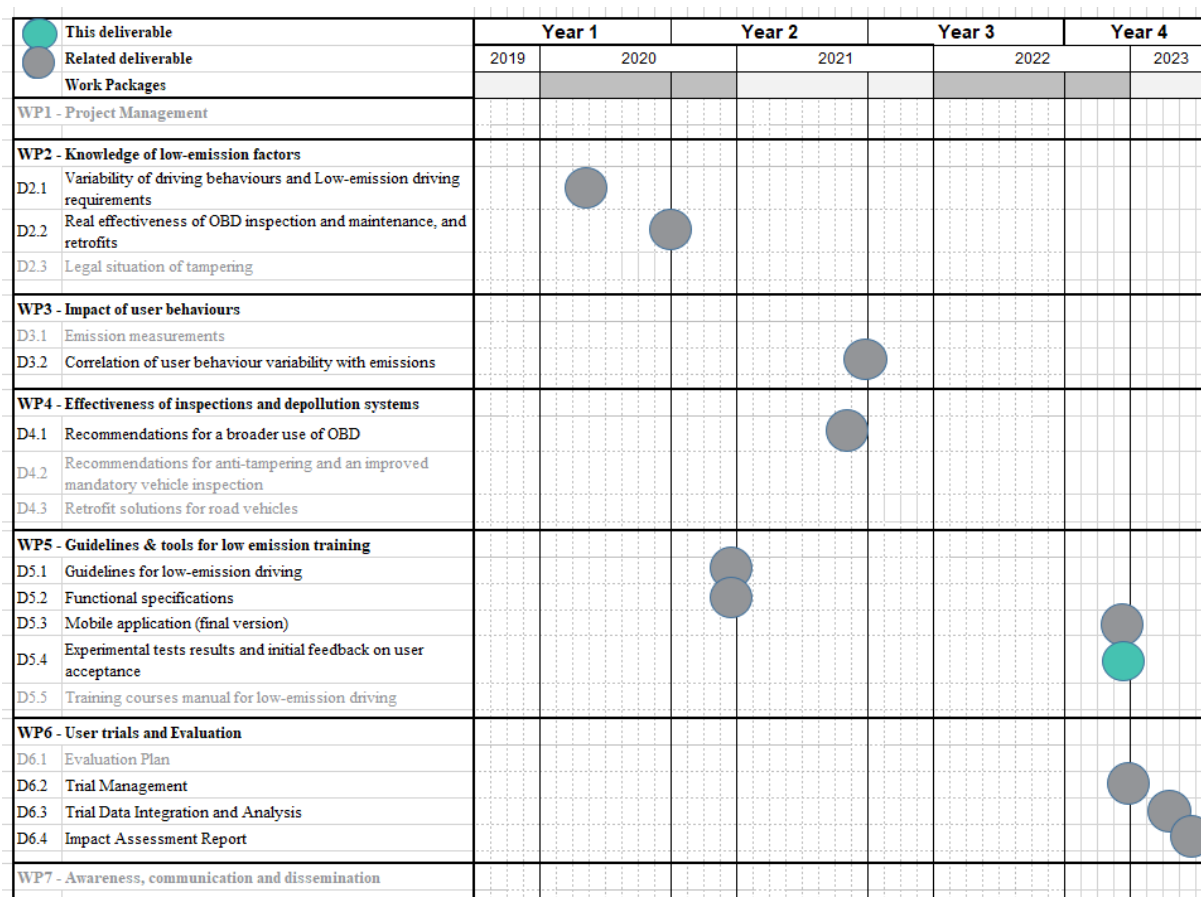 This deliverable
Year 1 Year 2 Year 3 Year 4
Related deliverable
2019 2020 2021 2022 2023
Work Packages
WP1 - Project Management
WP2 - Knowledge of low-emission factors
D2.1 Variability of driving behaviours and Low-emission driving
requirements
D2.2 Real effectiveness of OBD inspection and maintenance, and
retrofits
D2.3 Legal situation of tampering
WP3 - Impact of user behaviours
D3.1 Emission measurements
D3.2 Correlation of user behaviour variability with emissions
WP4 - Effectiveness of inspections and depollution systems
D4.1 Recommendations for a broader use of OBD
D4.2 Recommendations for anti-tampering and an improved
mandatory vehicle inspection
D4.3 Retrofit solutions for road vehicles
WP5 - Guidelines & tools for low emission training
D5.1 Guidelines for low-emission driving
D5.2 Functional specifications
D5.3 Mobile application (final version)
D5.4 Experimental tests results and initial feedback on user
acceptance
D5.5 Training courses manual for low-emission driving
WP6 - User trials and Evaluation
D6.1 Evaluation Plan
D6.2 Trial Management
D6.3 Trial Data Integration and Analysis
D6.4 Impact Assessment Report
WP7 - Awareness, communication and dissemination